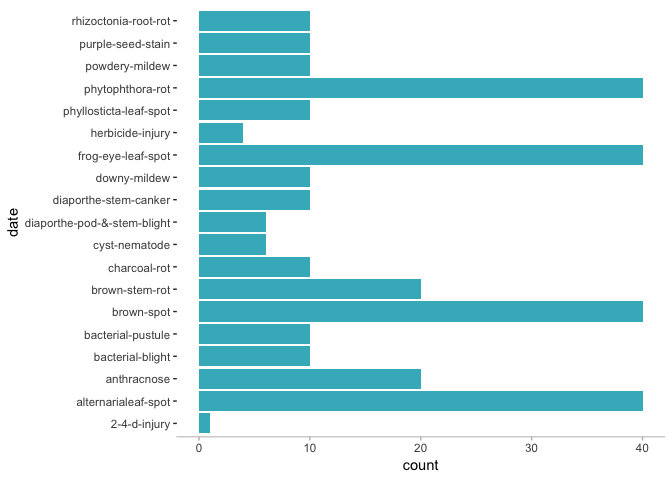 rhizoctonia-root-rot
purple-seed-stain
powdery-mildew
phytophthora-rot
phyllosticta-leaf-spot
herbicide-injury
frog-eye-leaf-spot
downy-mildew
diaporthe-stem-canker
diaporthe-pod-&-stem-blight
cyst-nematode
charcoal-rot
brown-stem-rot
brown-spot
bacterial-pustule
bacterial-blight
anthracnose
alternarialeaf-spot
2-4-d-injury
date
0 10 20 30 40
count